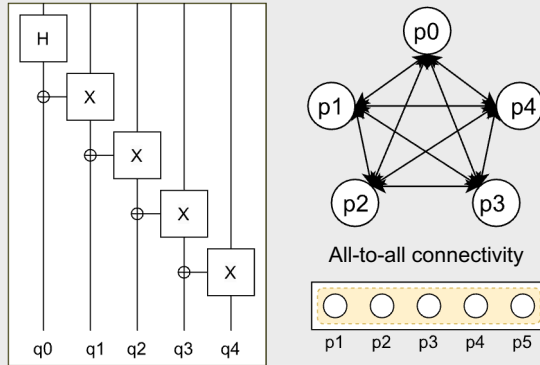 H
X
X
X
X
q0 q1 q2 q3 q4
p0
p1 p4
p2 p3
All-to-all connectivity
p1 p2 p3 p4 p5